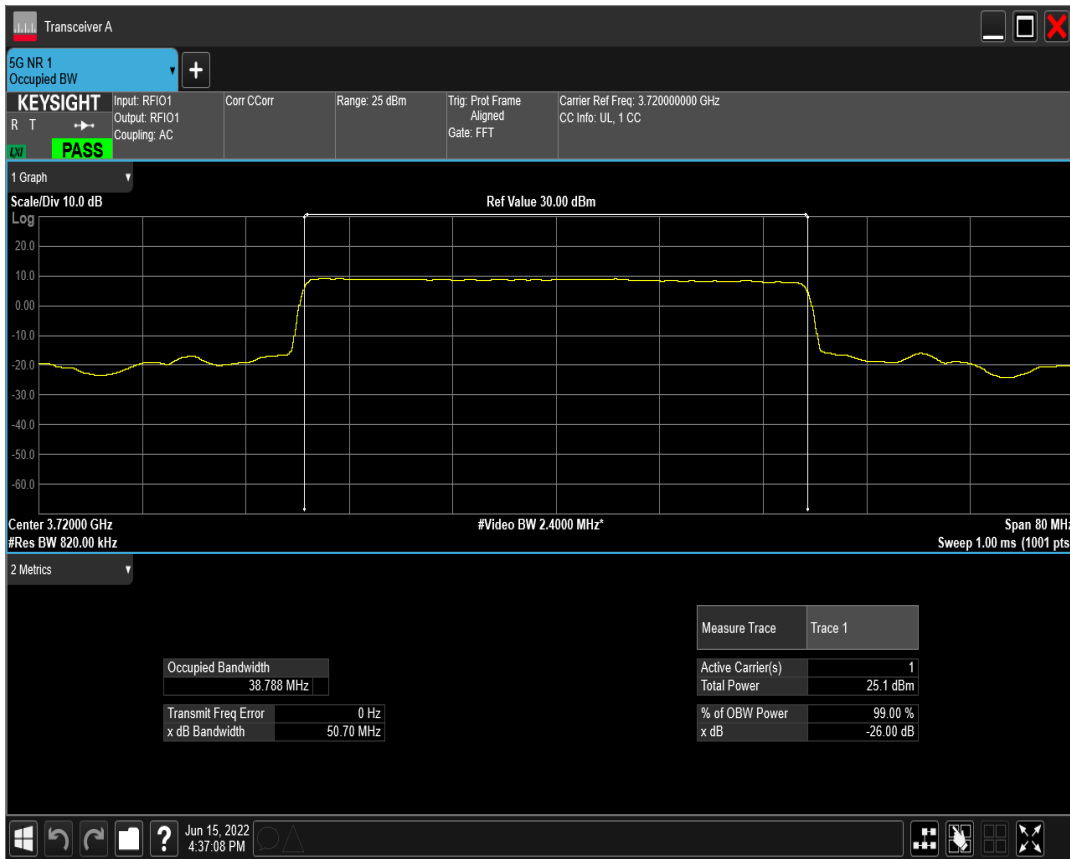 Transceiver A
5G NR 1
Occupied BW
+
KEYSIGHT
R T
LXI
PASS
Input: RFIO1
Output: RFIO1
Coupling: AC
Corr CCorr
Range: 25 dBm
Trig: Prot Frame
Aligned
Gate: FFT
Carrier Ref Freq: 3.720000000 GHz
CC Info: UL, 1 CC
1 Graph
Scale/Div 10.0 dB
Ref Value 30.00 dBm
Log
20.0
10.0
0.00
-10.0
-20.0
-30.0
-40.0
-50.0
-60.0
Center 3.72000 GHz
#Video BW 2.4000 MHz*
Span 80 MHz
#Res BW 820.00 kHz
Sweep 1.00 ms (1001 pts
2 Metrics
Measure Trace Trace 1
Occupied Bandwidth
38.788 MHz
Active Carrier(s) 1
Total Power 25.1 dBm
Transmit Freq Error 0 Hz
x dB Bandwidth 50.70 MHz
% of OBW Power 99.00 %
x dB -26.00 dB
?
Jun 15, 2022
4:37:08 PM